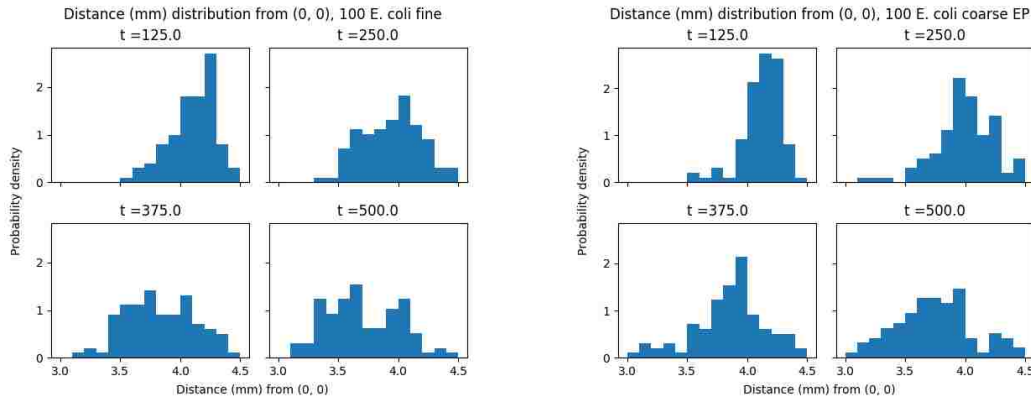 Distance (mm) distribution from (0, 0), 100 E. coli fine
t =125.0
t =250.0
2
1
0
t =375.0
t =500.0
2
1
0
3.0 3.5 4.0 4.5
3.0 3.5 4.0 4.5
Probability density
Distance (mm) from (0, 0)
Distance (mm) distribution from (0, 0), 100 E. coli coarse EP
t =125.0
t =250.0
2
1
0
t =375.0
t =500.0
2
1
0
3.0 3.5 4.0 4.5
3.0 3.5 4.0 4.5
Probability density
Distance (mm) from (0, 0)